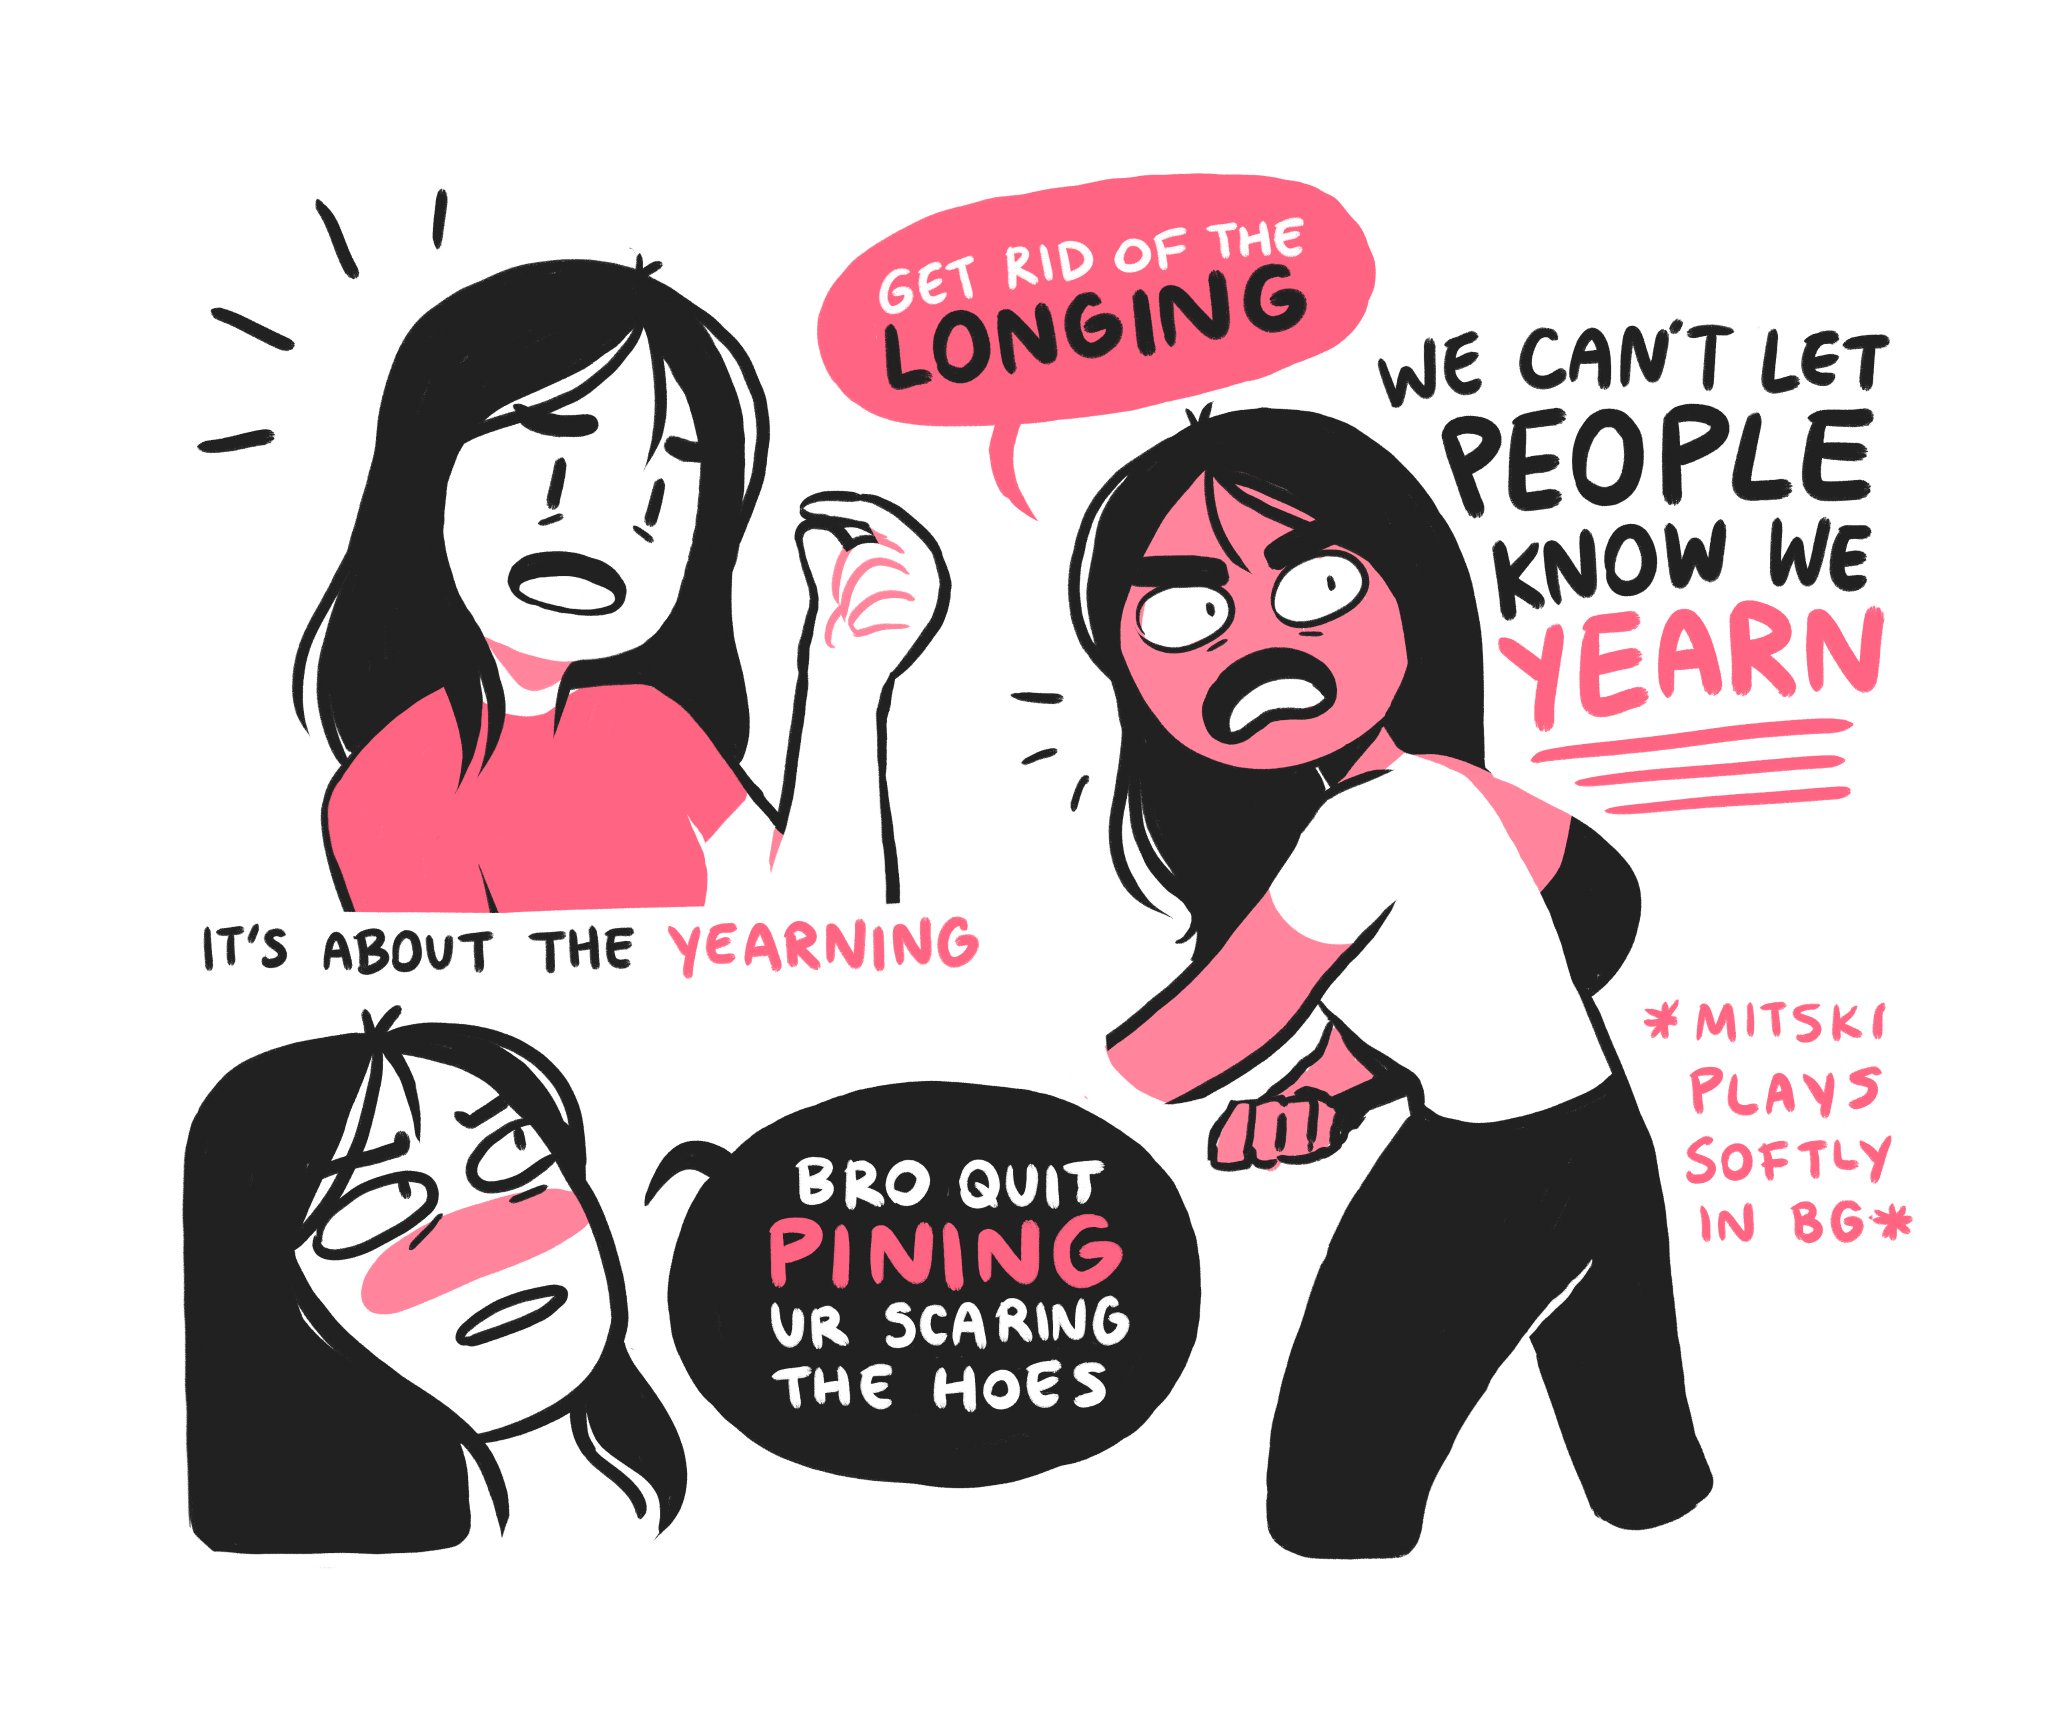 GET RID OF THE
LONGING
WE CAN'T LET
PEOPLE
KNOW WE
YEARN
IT'S ABOUT THE YEARNING
*MITSKI
PLAYS
SOFTLY
IN BG*
BRO QUIT
PINING
UR SCARING
THE HOES